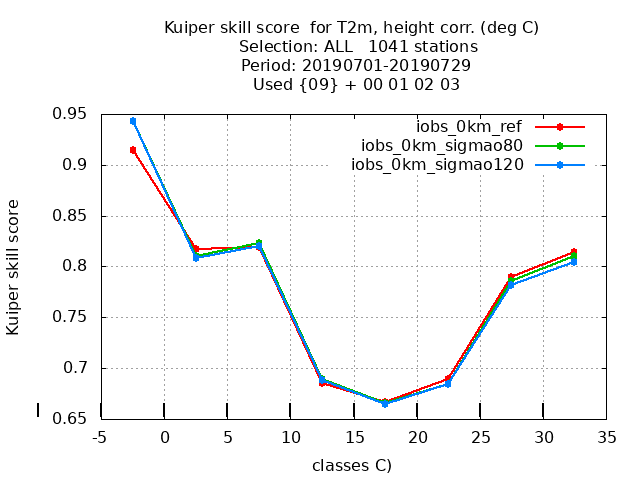 Kuiper skill score  for T2m, height corr. (deg C)
Selection: ALL   1041 stations
Period: 20190701-20190729
Used {09} + 00 01 02 03
iobs_0km_ref
iobs_0km_sigmao80
iobs_0km_sigmao120
Kuiper skill score
0.95
0.9
0.85
0.8
0.75
0.7
0.65
-5 0 5 10 15 20 25 30 35
classes C)